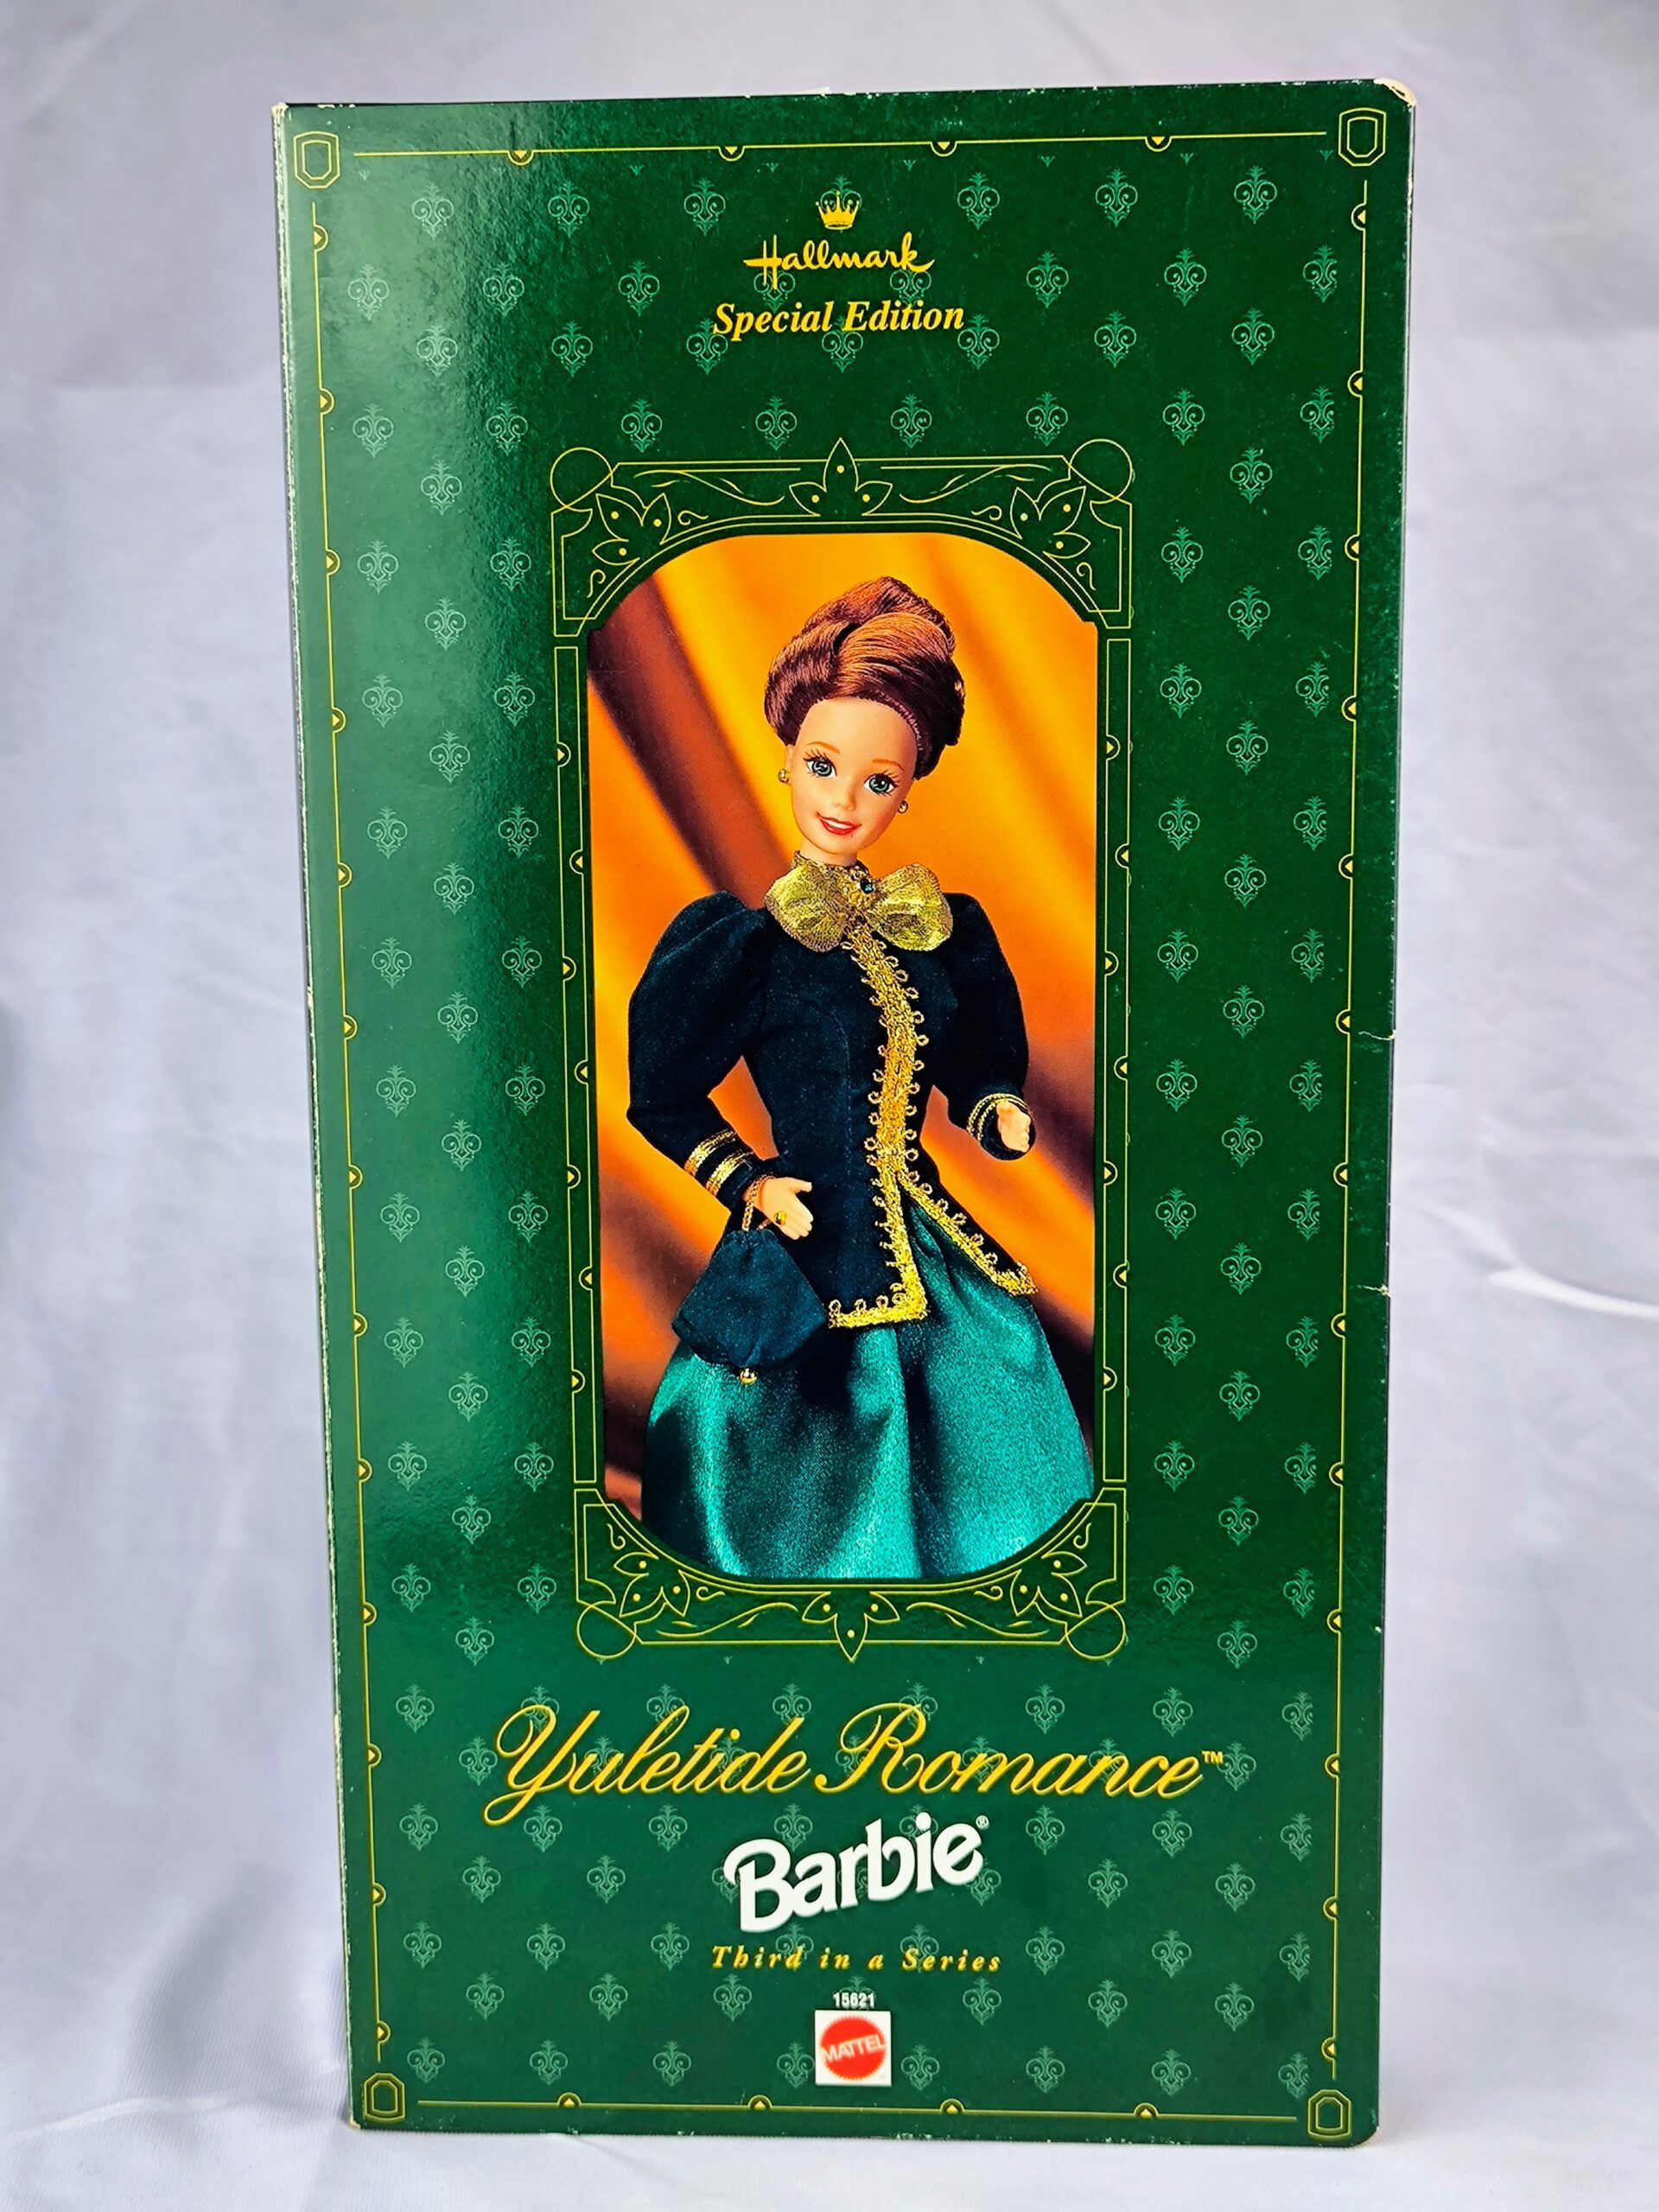 Hallmark
Special Edition
Yuletide Romance™
Barbie®
Third in a Series
15621
MATTEL